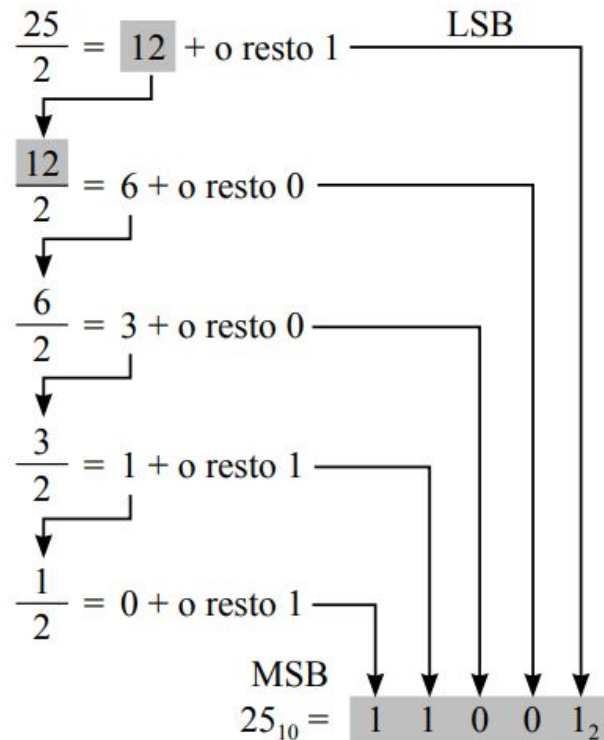 25/2 = 12 + o resto 1 LSB
12/2 = 6 + o resto 0
6/2 = 3 + o resto 0
3/2 = 1 + o resto 1
1/2 = 0 + o resto 1
MSB
25₁₀ = 1 1 0 0 1₂